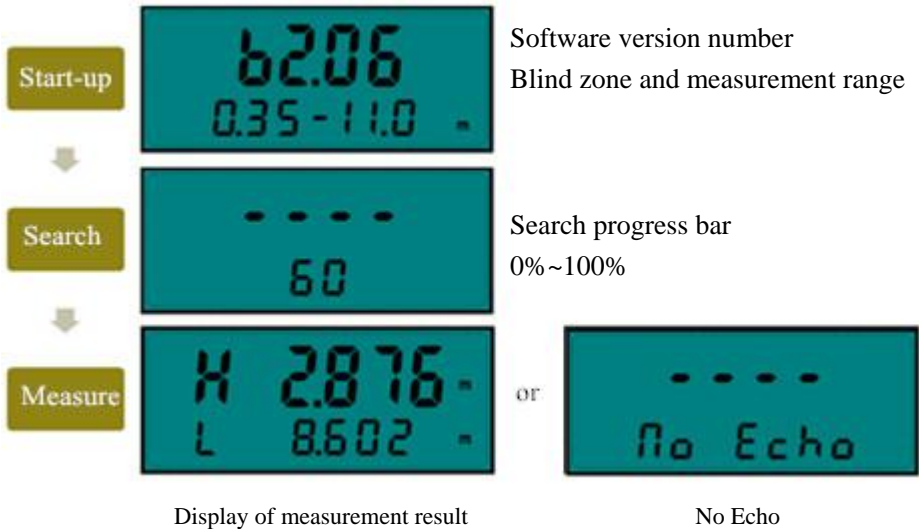 Start-up
b2.06
0.35-11.0 m
Software version number
Blind zone and measurement range
Search
- - - -
60
Search progress bar
0%~100%
Measure
H 2.876 m
L 8.602 m
or
- - - -
No Echo
Display of measurement result
No Echo